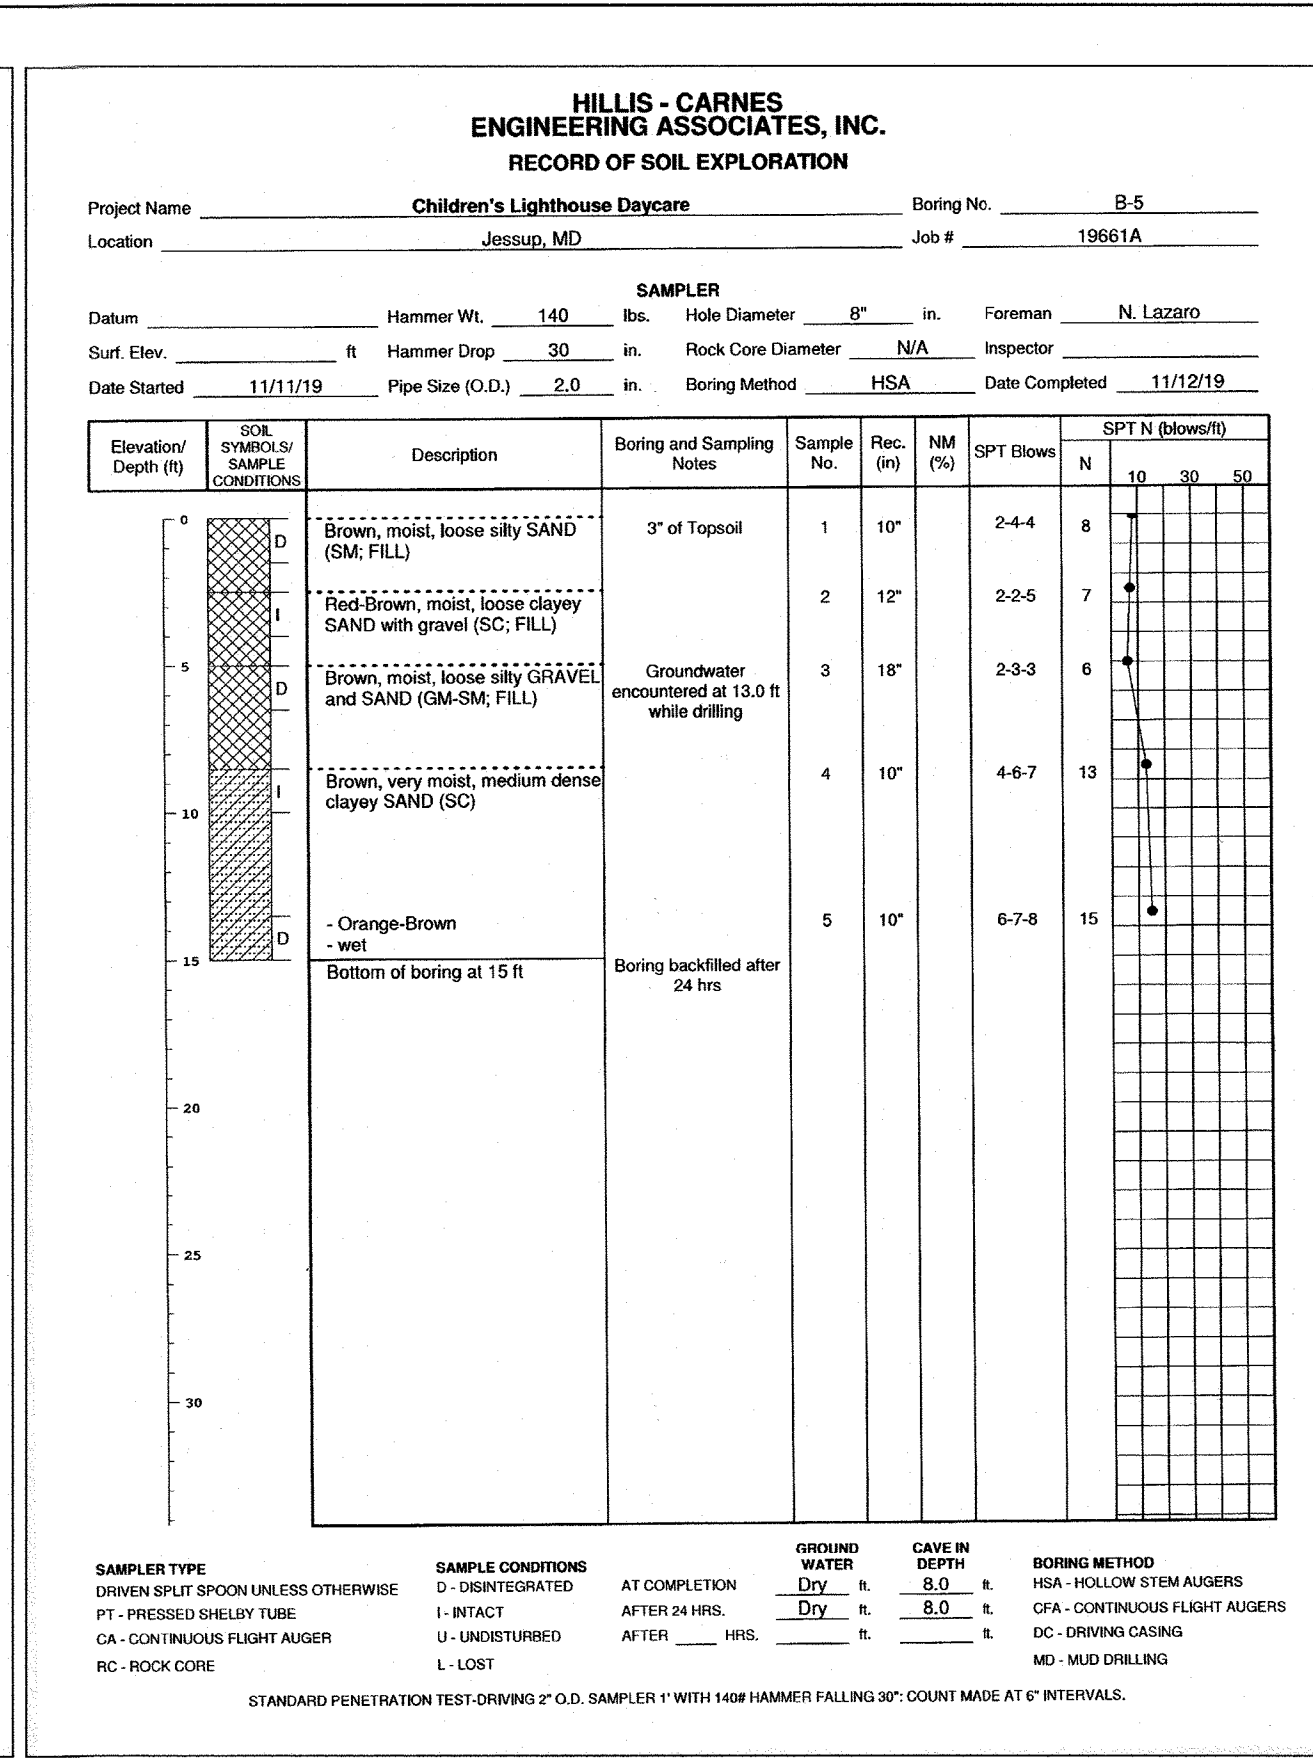 HILLIS - CARNES
ENGINEERING ASSOCIATES, INC.
RECORD OF SOIL EXPLORATION
Project Name Children's Lighthouse Daycare Boring No. B-5
Location Jessup, MD Job # 19661A
SAMPLER
Datum Hammer Wt. 140 lbs. Hole Diameter 8" in. Foreman N. Lazaro
Surf. Elev. ft Hammer Drop 30 in. Rock Core Diameter N/A Inspector
Date Started 11/11/19 Pipe Size (O.D.) 2.0 in. Boring Method HSA Date Completed 11/12/19
Elevation/
Depth (ft)
SOIL
SYMBOLS/
SAMPLE
CONDITIONS
Description
Boring and Sampling
Notes
Sample
No.
Rec.
(in)
NM
(%)
SPT Blows
SPT N (blows/ft)
N
10 30 50
0
D
Brown, moist, loose silty SAND
(SM; FILL)
3" of Topsoil
1 10" 2-4-4 8
I
Red-Brown, moist, loose clayey
SAND with gravel (SC; FILL)
2 12" 2-2-5 7
5
D
Brown, moist, loose silty GRAVEL
and SAND (GM-SM; FILL)
Groundwater
encountered at 13.0 ft
while drilling
3 18" 2-3-3 6
I
Brown, very moist, medium dense
clayey SAND (SC)
4 10" 4-6-7 13
10
- Orange-Brown
- wet
D
5 10" 6-7-8 15
15
Bottom of boring at 15 ft
Boring backfilled after
24 hrs
20
25
30
SAMPLER TYPE
DRIVEN SPLIT SPOON UNLESS OTHERWISE
PT - PRESSED SHELBY TUBE
CA - CONTINUOUS FLIGHT AUGER
RC - ROCK CORE
SAMPLE CONDITIONS
D - DISINTEGRATED
I - INTACT
U - UNDISTURBED
L - LOST
GROUND
WATER
CAVE IN
DEPTH
AT COMPLETION Dry ft. 8.0 ft.
AFTER 24 HRS. Dry ft. 8.0 ft.
AFTER ____ HRS. ft. ft.
BORING METHOD
HSA - HOLLOW STEM AUGERS
CFA - CONTINUOUS FLIGHT AUGERS
DC - DRIVING CASING
MD - MUD DRILLING
STANDARD PENETRATION TEST-DRIVING 2" O.D. SAMPLER 1' WITH 140# HAMMER FALLING 30": COUNT MADE AT 6" INTERVALS.